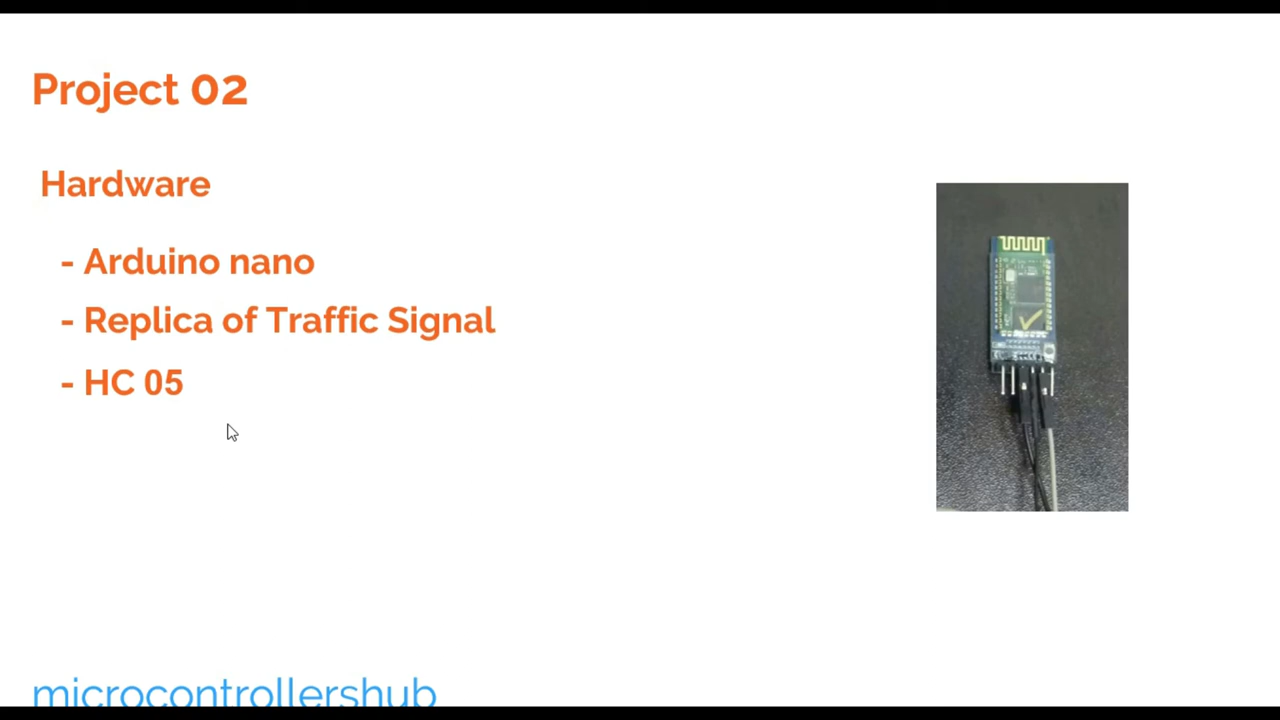 Project 02
Hardware
- Arduino nano
- Replica of Traffic Signal
- HC 05
microcontrollershub